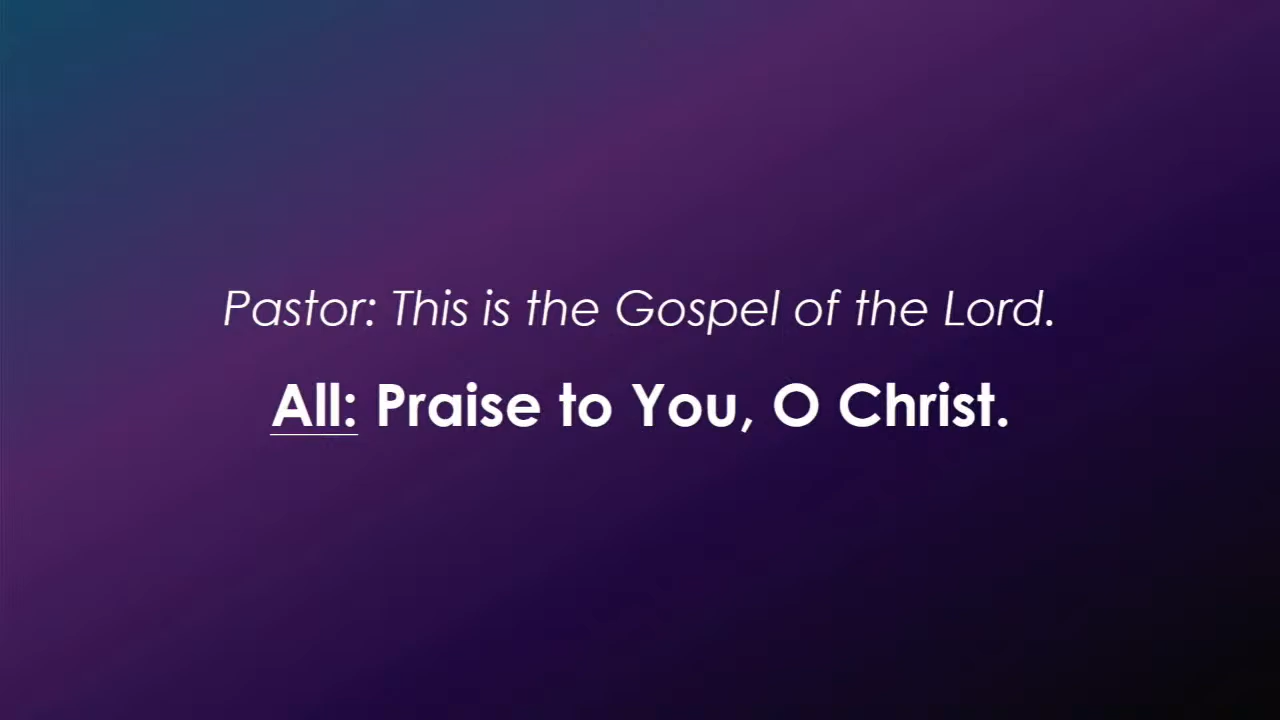 Pastor: This is the Gospel of the Lord.
All: Praise to You, O Christ.